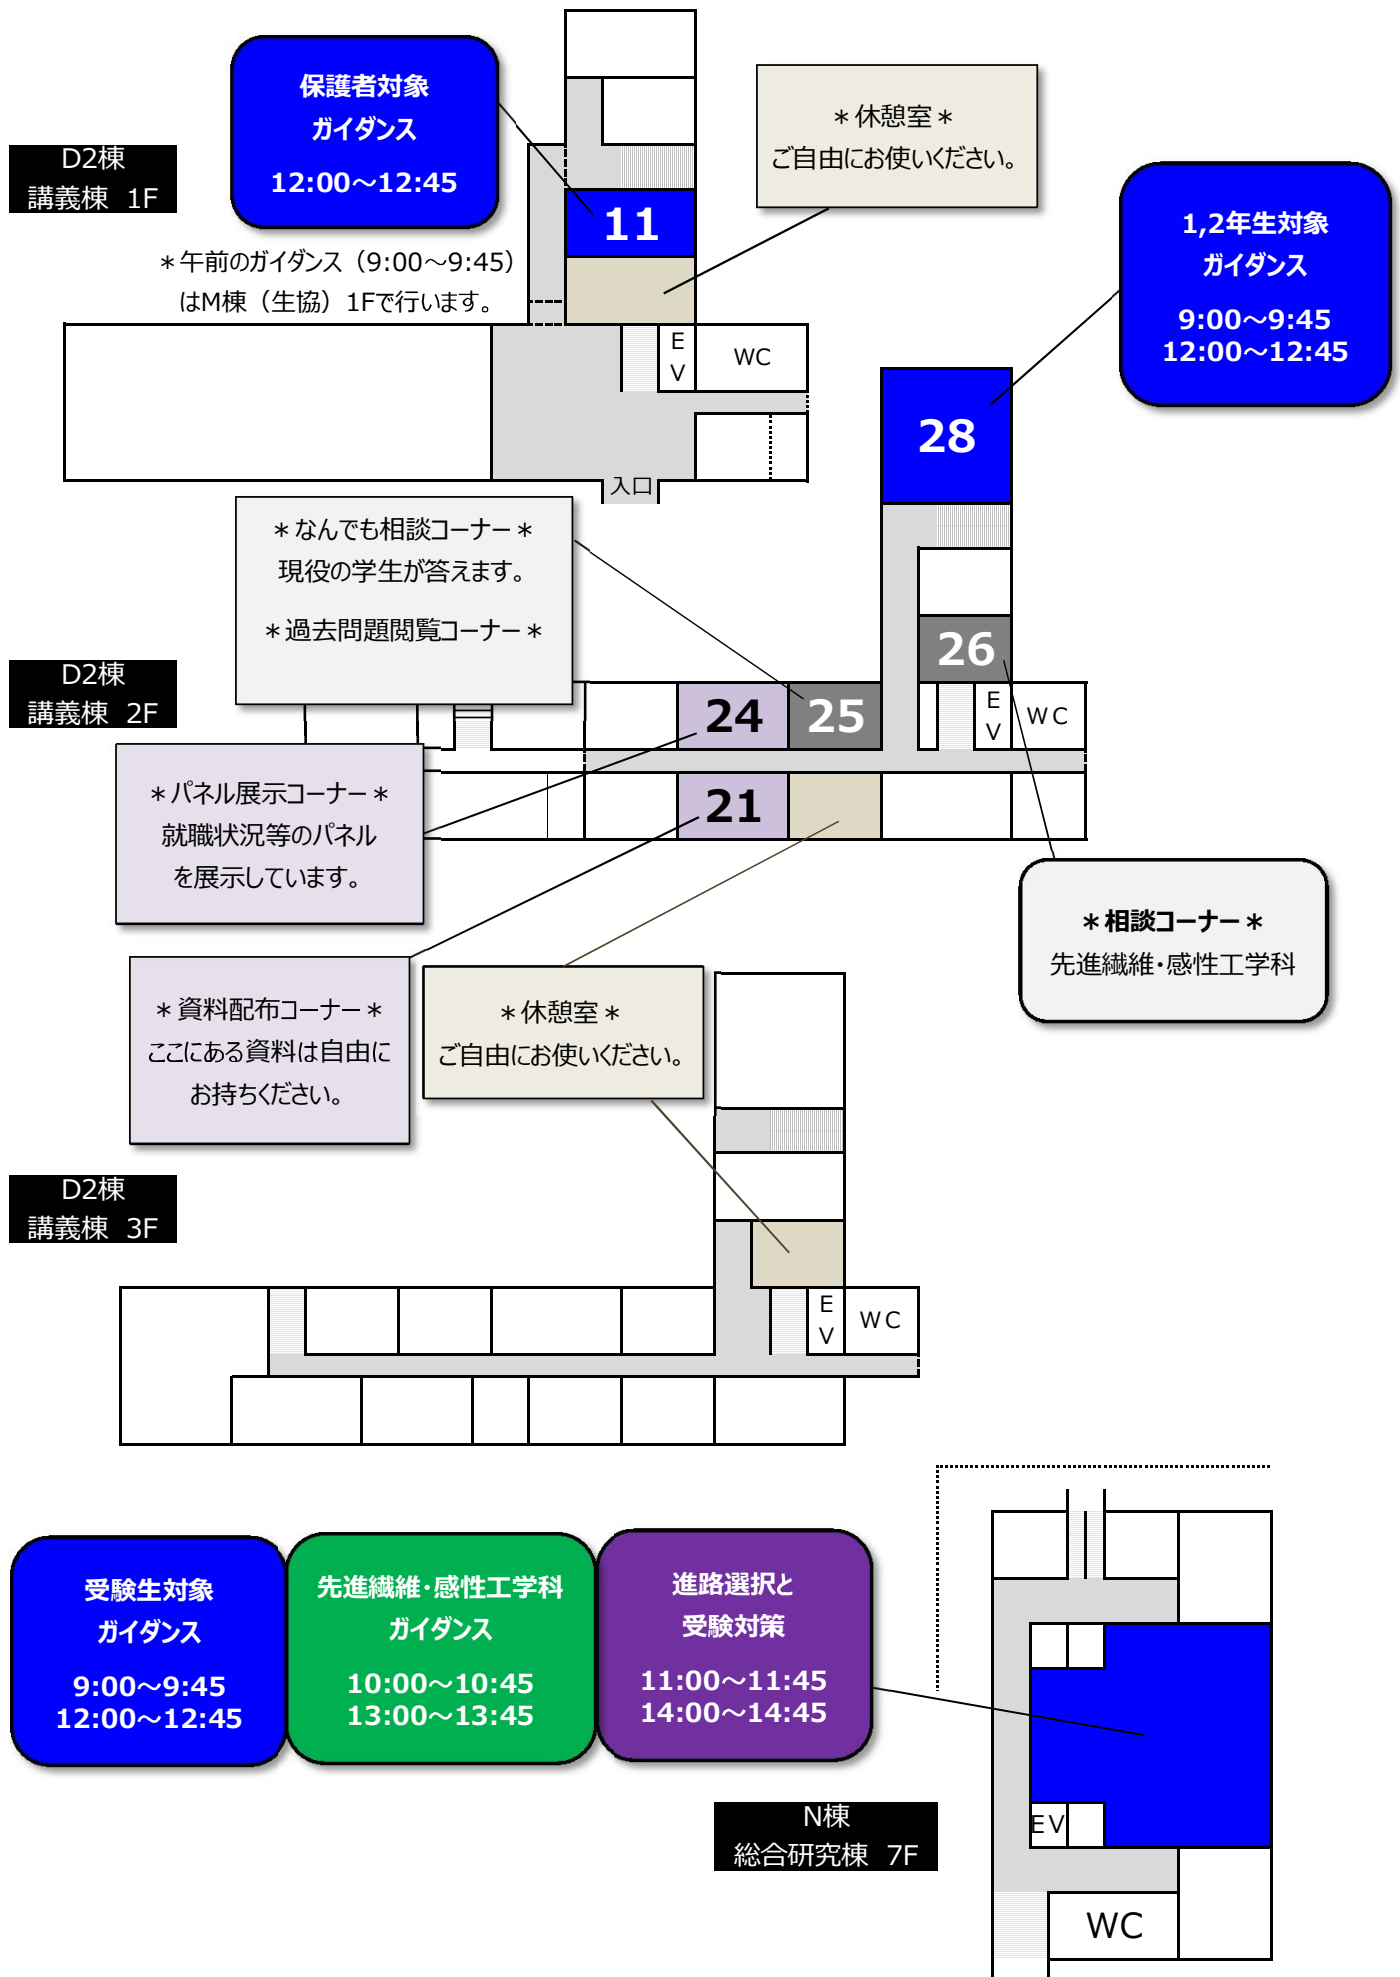 保護者対象
ガイダンス
12:00～12:45
＊休憩室＊
ご自由にお使いください。
D2棟
講義棟 1F
11
1,2年生対象
ガイダンス
9:00～9:45
12:00～12:45
＊午前のガイダンス（9:00～9:45）
はM棟（生協）1Fで行います。
E
V
WC
28
入口
＊なんでも相談コーナー＊
現役の学生が答えます。
＊過去問題閲覧コーナー＊
26
D2棟
講義棟 2F
24
25
E
V
WC
＊パネル展示コーナー＊
就職状況等のパネル
を展示しています。
21
＊相談コーナー＊
先進繊維・感性工学科
＊資料配布コーナー＊
ここにある資料は自由に
お持ちください。
＊休憩室＊
ご自由にお使いください。
D2棟
講義棟 3F
E
V
WC
受験生対象
ガイダンス
9:00～9:45
12:00～12:45
先進繊維・感性工学科
ガイダンス
10:00～10:45
13:00～13:45
進路選択と
受験対策
11:00～11:45
14:00～14:45
N棟
総合研究棟 7F
EV
WC